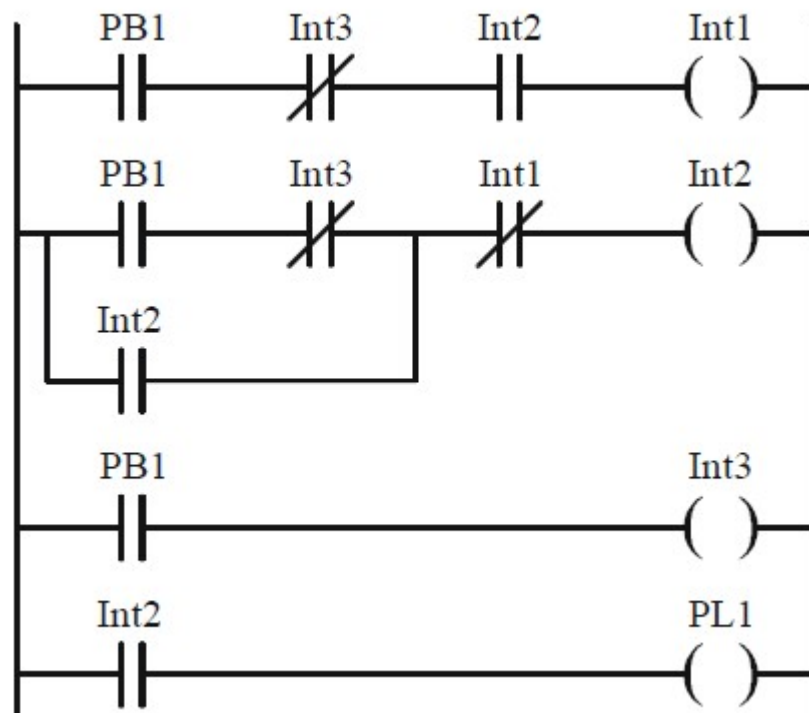 PB1 Int3 Int2 Int1
PB1 Int3 Int1 Int2
Int2
PB1 Int3
Int2 PL1